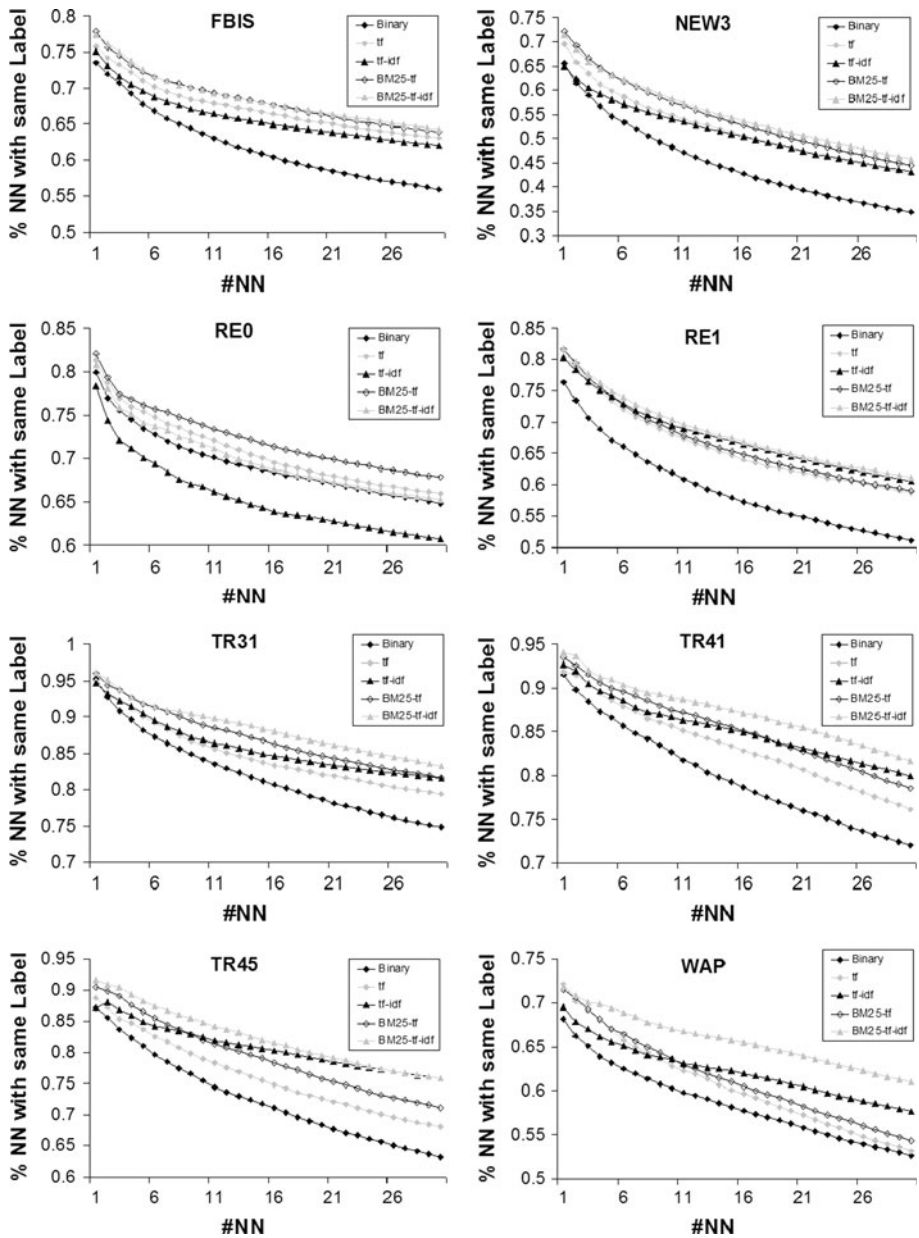 FBIS
% NN with same Label
0.8
0.75
0.7
0.65
0.6
0.55
0.5
1 6 11 16 21 26
#NN
Binary
tf
tf-idf
BM25-tf
BM25-tf-idf
NEW3
% NN with same Label
0.75
0.7
0.65
0.6
0.55
0.5
0.45
0.4
0.35
0.3
1 6 11 16 21 26
#NN
Binary
tf
tf-idf
BM25-tf
BM25-tf-idf
RE0
% NN with same Label
0.85
0.8
0.75
0.7
0.65
0.6
1 6 11 16 21 26
#NN
Binary
tf
tf-idf
BM25-tf
BM25-tf-idf
RE1
% NN with same Label
0.85
0.8
0.75
0.7
0.65
0.6
0.55
0.5
1 6 11 16 21 26
#NN
Binary
tf
tf-idf
BM25-tf
BM25-tf-idf
TR31
% NN with same Label
1
0.95
0.9
0.85
0.8
0.75
0.7
1 6 11 16 21 26
#NN
Binary
tf
tf-idf
BM25-tf
BM25-tf-idf
TR41
% NN with same Label
0.95
0.9
0.85
0.8
0.75
0.7
1 6 11 16 21 26
#NN
Binary
tf
tf-idf
BM25-tf
BM25-tf-idf
TR45
% NN with same Label
0.95
0.9
0.85
0.8
0.75
0.7
0.65
0.6
1 6 11 16 21 26
#NN
Binary
tf
tf-idf
BM25-tf
BM25-tf-idf
WAP
% NN with same Label
0.75
0.7
0.65
0.6
0.55
0.5
1 6 11 16 21 26
#NN
Binary
tf
tf-idf
BM25-tf
BM25-tf-idf